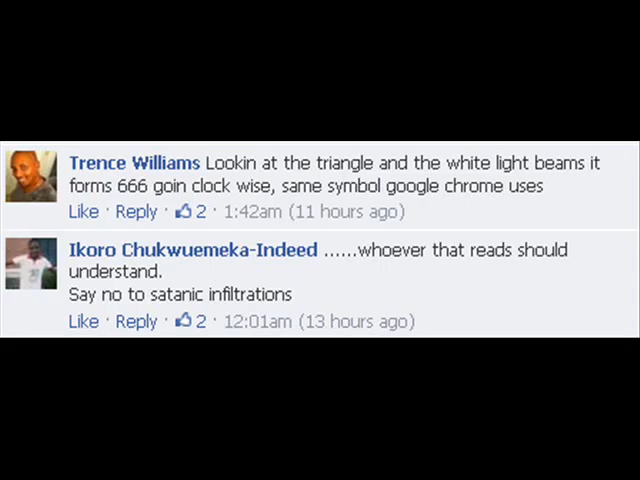 Trence Williams Lookin at the triangle and the white light beams it
forms 666 goin clock wise, same symbol google chrome uses
Like · Reply · 2 · 1:42am (11 hours ago)
Ikoro Chukwuemeka-Indeed ......whoever that reads should
understand.
Say no to satanic infiltrations
Like · Reply · 2 · 12:01am (13 hours ago)